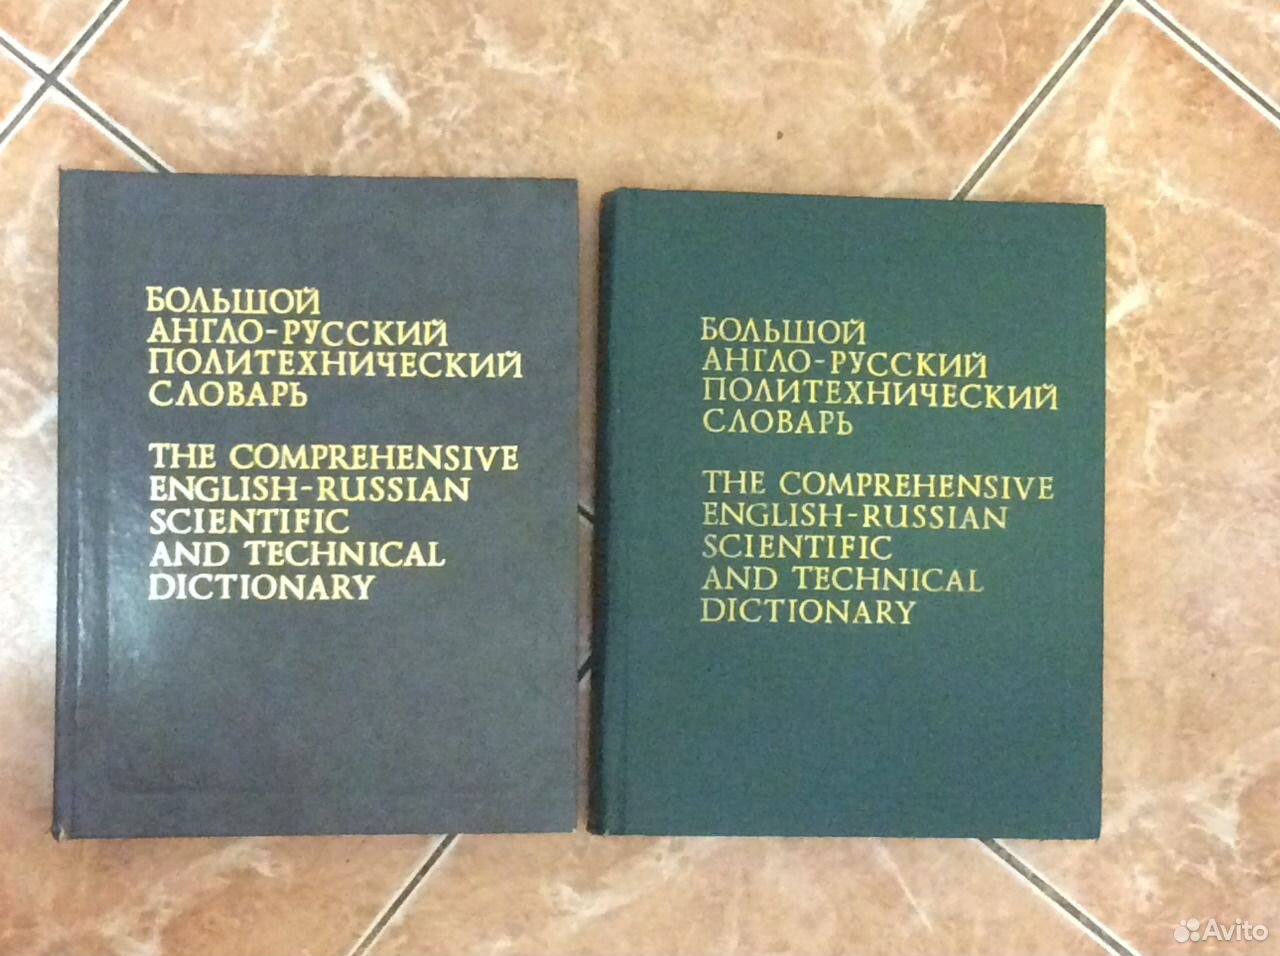 БОЛЬШОЙ
АНГЛО-РУССКИЙ
ПОЛИТЕХНИЧЕСКИЙ
СЛОВАРЬ
THE COMPREHENSIVE
ENGLISH-RUSSIAN
SCIENTIFIC
AND TECHNICAL
DICTIONARY
БОЛЬШОЙ
АНГЛО-РУССКИЙ
ПОЛИТЕХНИЧЕСКИЙ
СЛОВАРЬ
THE COMPREHENSIVE
ENGLISH-RUSSIAN
SCIENTIFIC
AND TECHNICAL
DICTIONARY
Avito